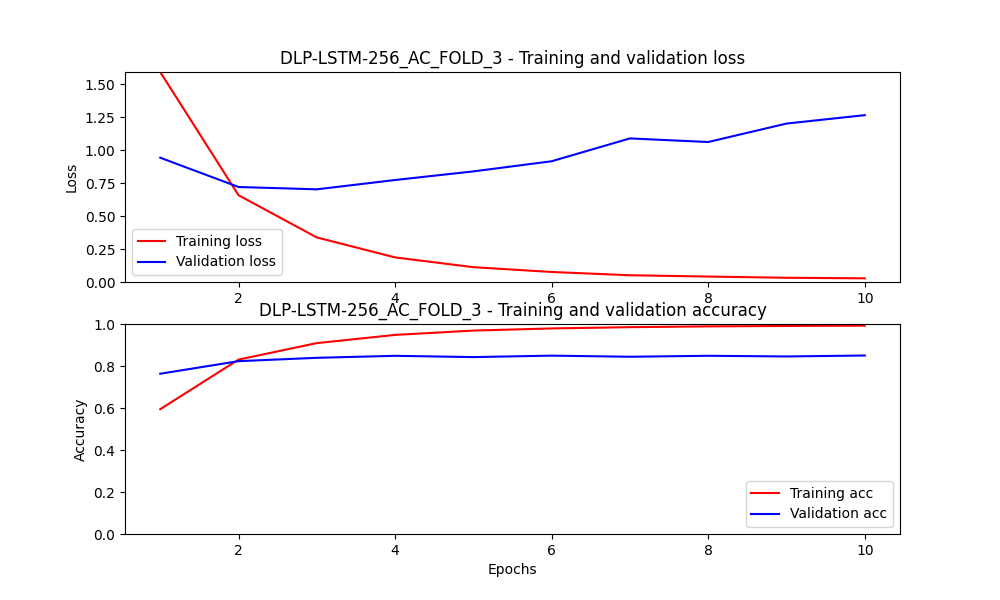 DLP-LSTM-256_AC_FOLD_3 - Training and validation loss
1.50
1.25
1.00
0.75
0.50
0.25
0.00
Loss
Training loss
Validation loss
2 4 6 8 10
DLP-LSTM-256_AC_FOLD_3 - Training and validation accuracy
1.0
0.8
0.6
0.4
0.2
0.0
Accuracy
Training acc
Validation acc
2 4 6 8 10
Epochs